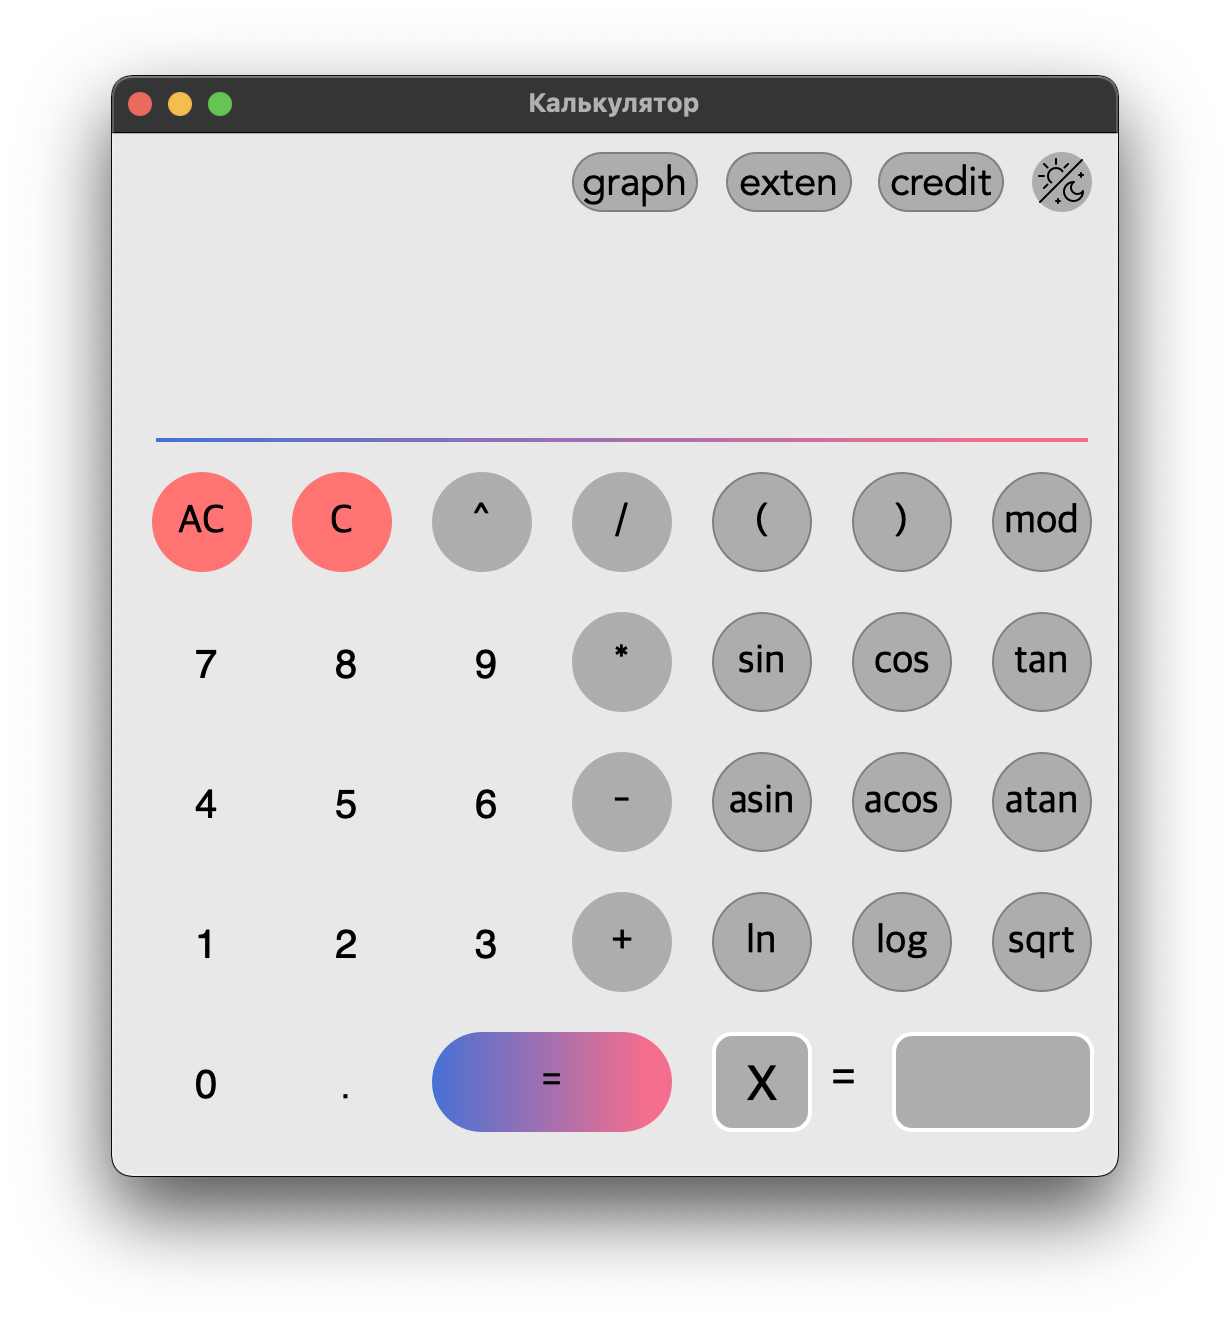 Калькулятор
graph exten credit
AC C ^ / ( ) mod
7 8 9 * sin cos tan
4 5 6 - asin acos atan
1 2 3 + ln log sqrt
0 . = X =